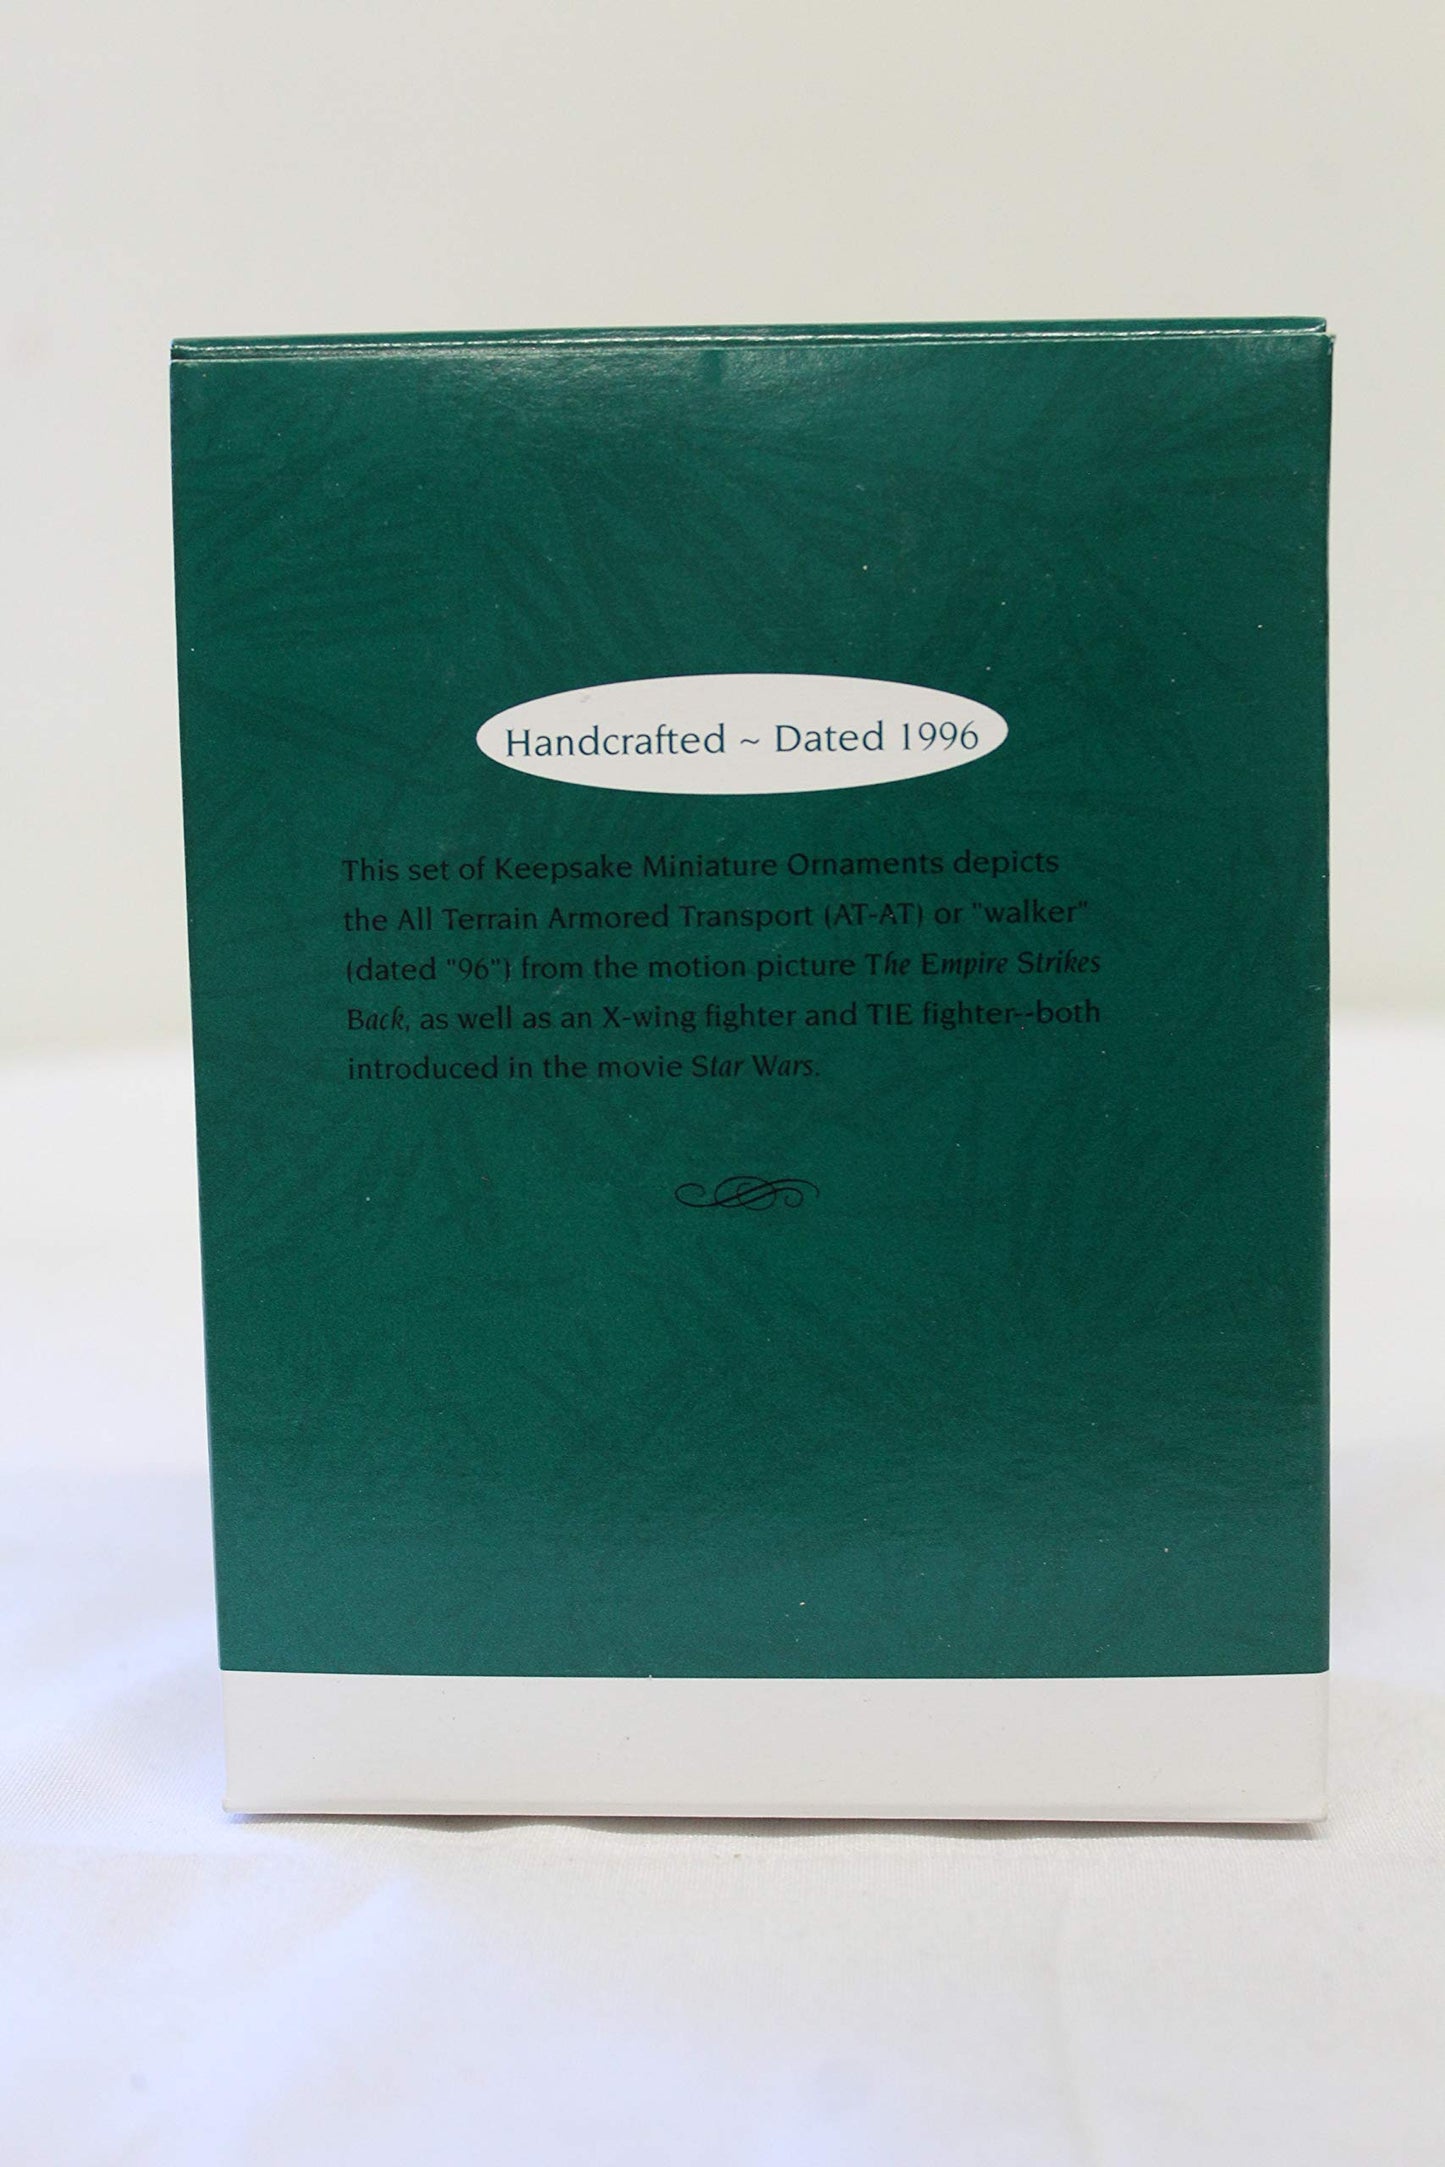 Handcrafted ~ Dated 1996
This set of Keepsake Miniature Ornaments depicts
the All Terrain Armored Transport (AT-AT) or "walker"
(dated "96") from the motion picture The Empire Strikes
Back, as well as an X-wing fighter and TIE fighter--both
introduced in the movie Star Wars.